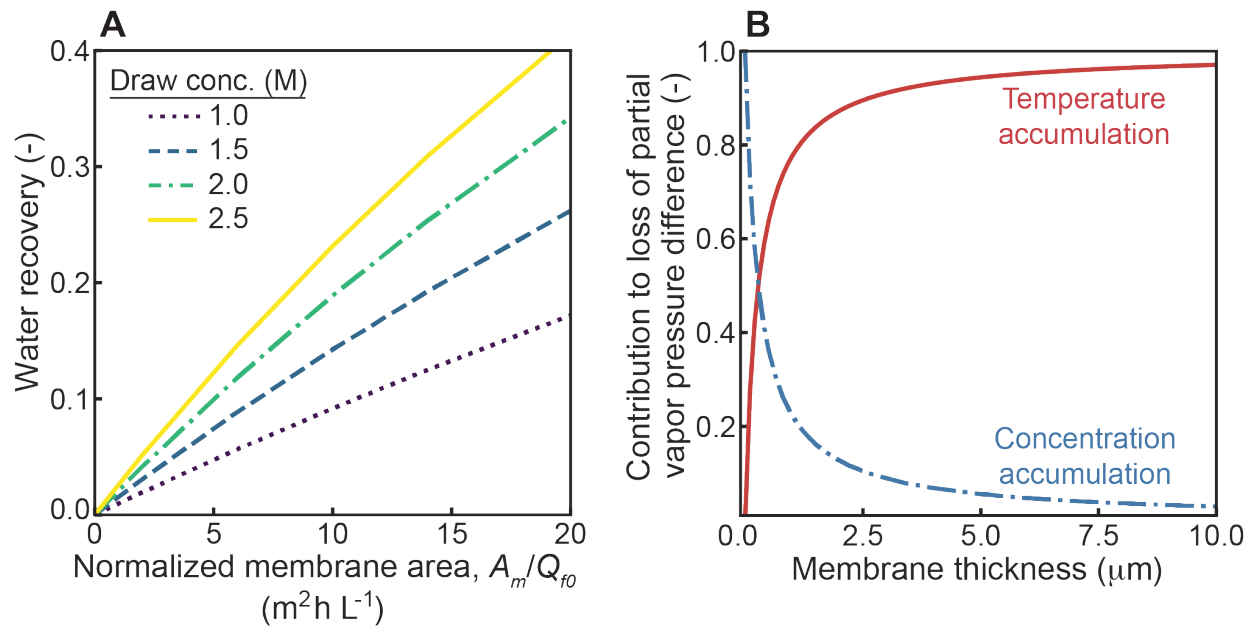 A
Draw conc. (M)
1.0
1.5
2.0
2.5
0.4
0.3
0.2
0.1
0.0
0
5
10
15
20
Water recovery (-)
Normalized membrane area, Aₘ/Q_f0
(m²h L⁻¹)
B
1.0
0.8
0.6
0.4
0.2
0.0
2.5
5.0
7.5
10.0
Contribution to loss of partial
vapor pressure difference (-)
Temperature
accumulation
Concentration
accumulation
Membrane thickness (μm)